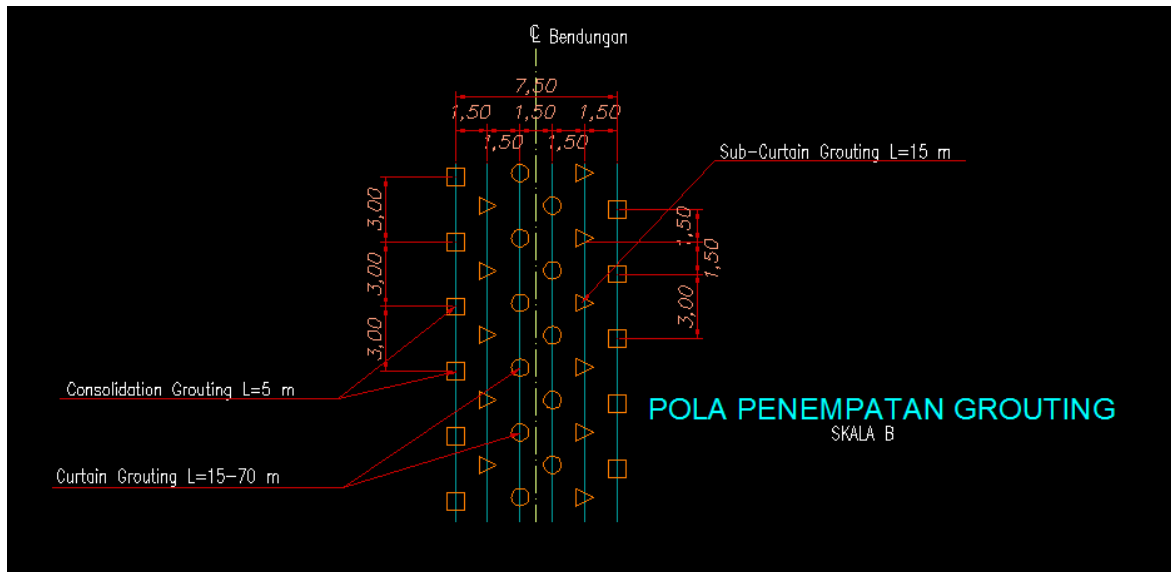 ℄ Bendungan
7,50
1,50 1,50 1,50
1,50 1,50
Sub-Curtain Grouting L=15 m
3,00
3,00
3,00
1,50
1,50
3,00
Consolidation Grouting L=5 m
POLA PENEMPATAN GROUTING
SKALA B
Curtain Grouting L=15-70 m